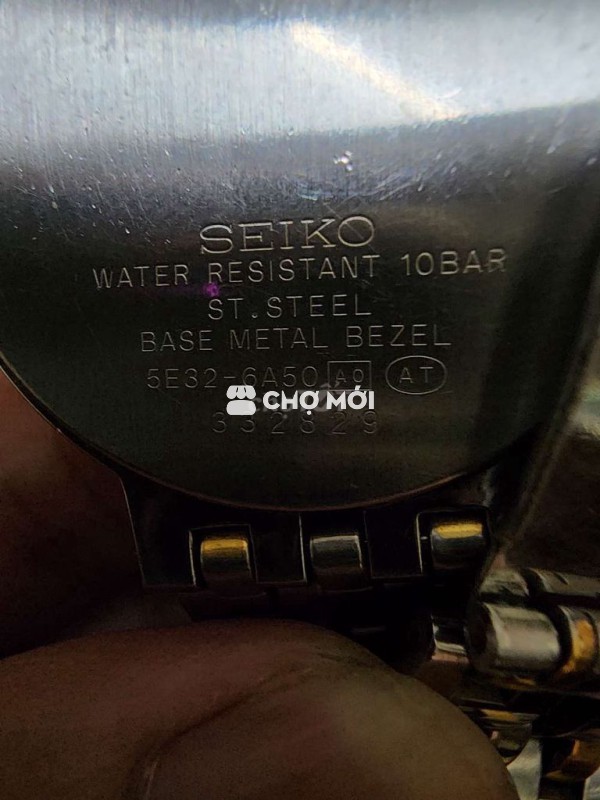 SEIKO
WATER RESISTANT 10BAR
ST.STEEL
BASE METAL BEZEL
5E32-6A50 A0 AT
CHỢ MỚI
332829